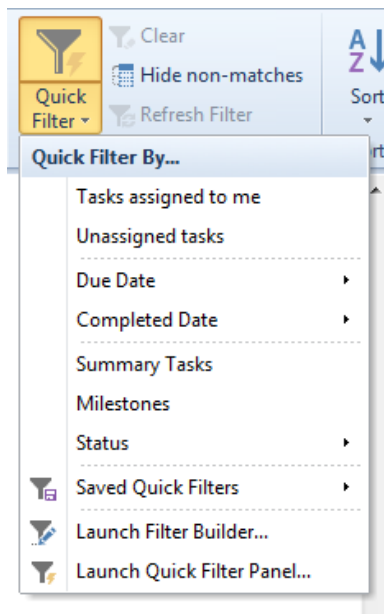 Clear
Hide non-matches
Refresh Filter
Quick
Filter
A
Z
Sort
Quick Filter By...
Tasks assigned to me
Unassigned tasks
Due Date
Completed Date
Summary Tasks
Milestones
Status
Saved Quick Filters
Launch Filter Builder...
Launch Quick Filter Panel...